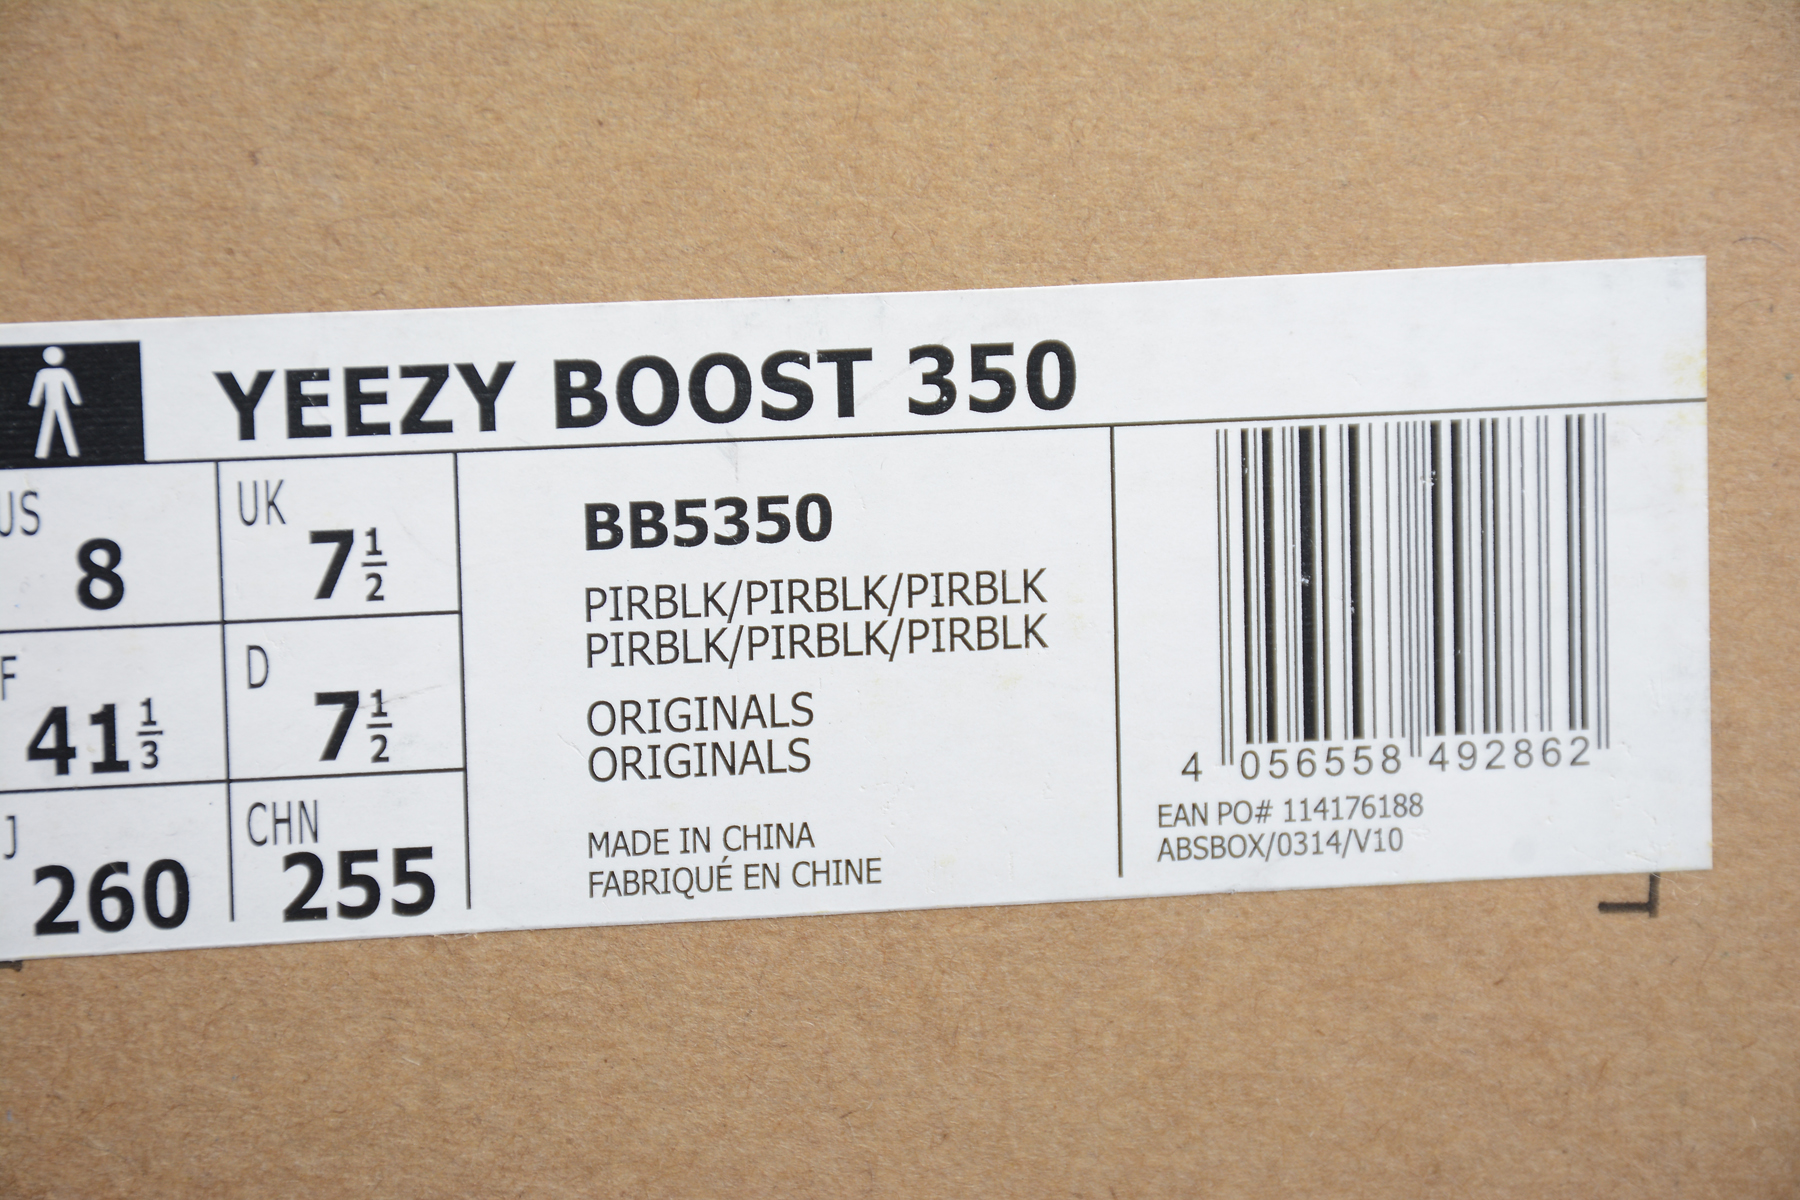 YEEZY BOOST 350
US 8 UK 7 1/2
F 41 1/3 D 7 1/2
J 260 CHN 255
BB5350
PIRBLK/PIRBLK/PIRBLK
PIRBLK/PIRBLK/PIRBLK
ORIGINALS
ORIGINALS
MADE IN CHINA
FABRIQUÉ EN CHINE
4 056558 492862
EAN PO# 114176188
ABSBOX/0314/V10